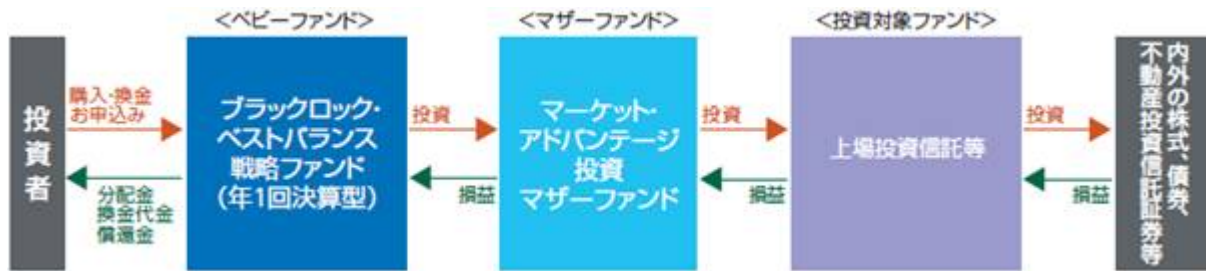 <ベビーファンド>
<マザーファンド>
<投資対象ファンド>
投資者
購入・換金
お申込み
分配金
換金代金
償還金
ブラックロック・
ベストバランス
戦略ファンド
(年1回決算型)
投資
損益
マーケット・
アドバンテージ
投資
マザーファンド
投資
損益
上場投資信託等
投資
損益
内外の株式、債券、
不動産投資信託証券等